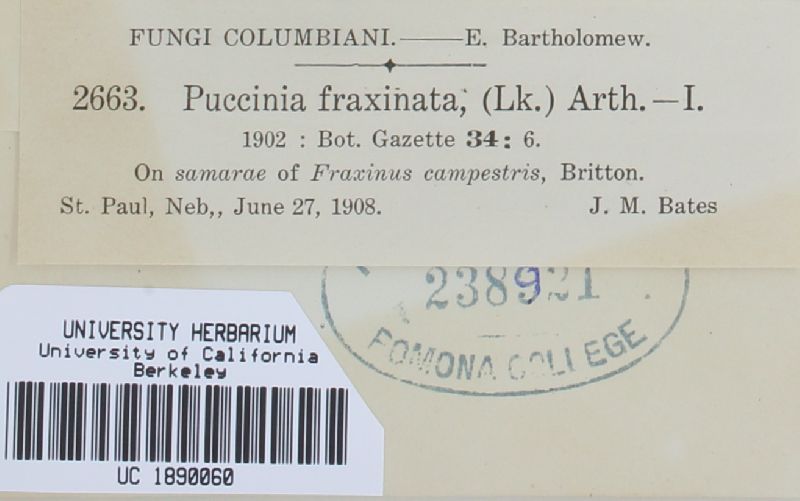 FUNGI COLUMBIANI.—E. Bartholomew.
2663. Puccinia fraxinata, (Lk.) Arth.—I.
1902 : Bot. Gazette 34: 6.
On samarae of Fraxinus campestris, Britton.
St. Paul, Neb,, June 27, 1908. J. M. Bates
238921
POMONA COLLEGE
UNIVERSITY HERBARIUM
University of California
Berkeley
UC 1890060